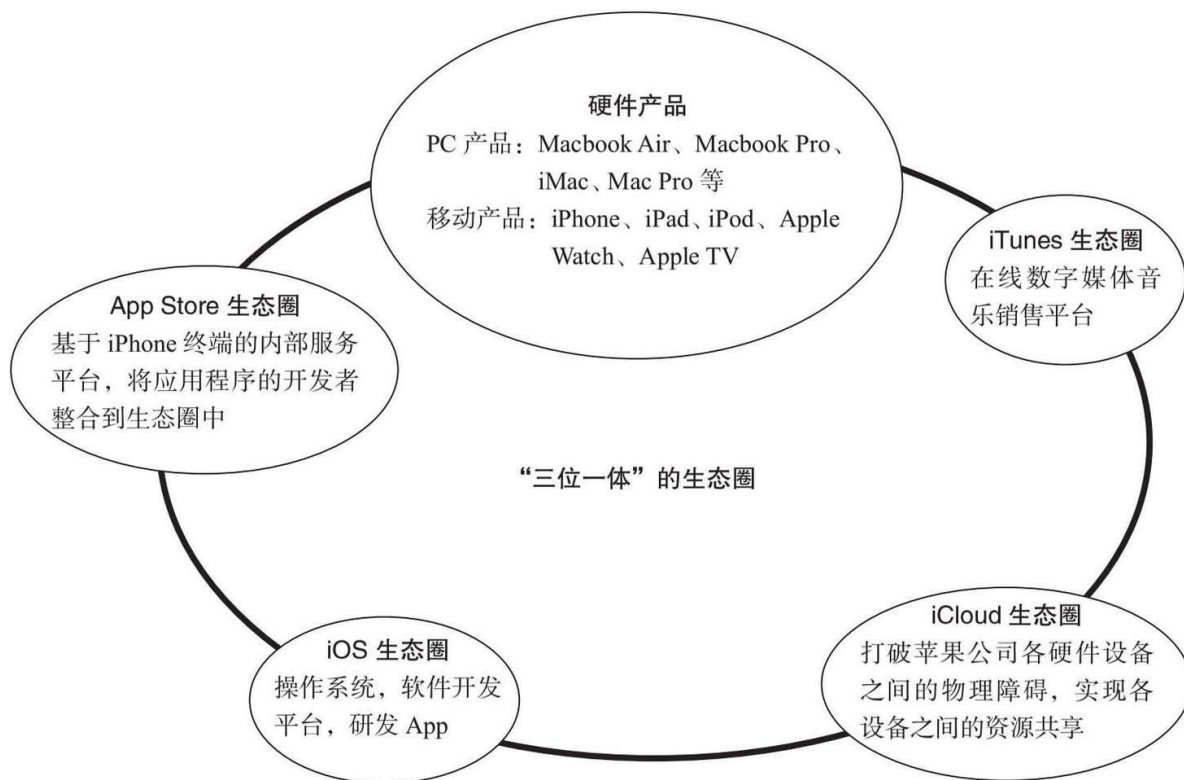 硬件产品
PC 产品：Macbook Air、Macbook Pro、
iMac、Mac Pro 等
移动产品：iPhone、iPad、iPod、Apple
Watch、Apple TV
iTunes 生态圈
在线数字媒体音
乐销售平台
App Store 生态圈
基于 iPhone 终端的内部服务
平台，将应用程序的开发者
整合到生态圈中
“三位一体”的生态圈
iCloud 生态圈
打破苹果公司各硬件设备
之间的物理障碍，实现各
设备之间的资源共享
iOS 生态圈
操作系统，软件开发
平台，研发 App